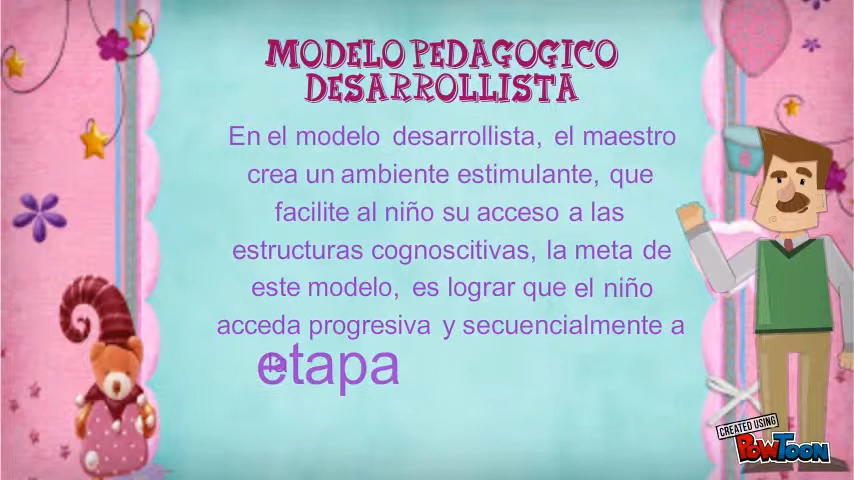 MODELO PEDAGOGICO
DESARROLLISTA
En el modelo desarrollista, el maestro
crea un ambiente estimulante, que
facilite al niño su acceso a las
estructuras cognoscitivas, la meta de
este modelo, es lograr que el niño
acceda progresiva y secuencialmente a
la etapa
CREATED USING
POWTOON